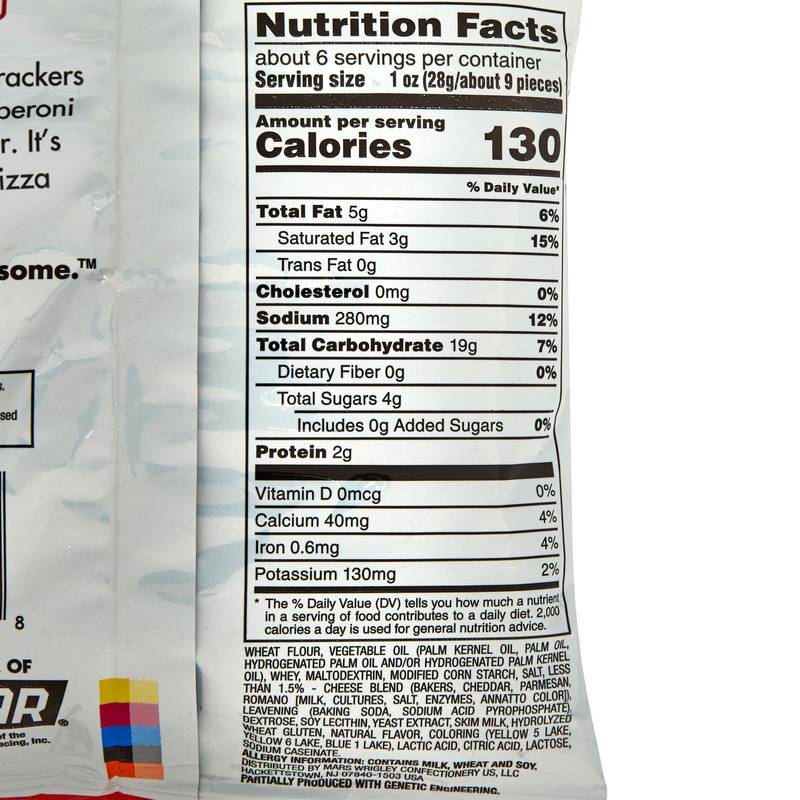 rackers
peroni
r. It's
izza
some.™
s.
sed
8
OF
AR®
of the
acing, Inc.
Nutrition Facts
about 6 servings per container
Serving size 1 oz (28g/about 9 pieces)
Amount per serving
Calories 130
% Daily Value*
Total Fat 5g 6%
Saturated Fat 3g 15%
Trans Fat 0g
Cholesterol 0mg 0%
Sodium 280mg 12%
Total Carbohydrate 19g 7%
Dietary Fiber 0g 0%
Total Sugars 4g
Includes 0g Added Sugars 0%
Protein 2g
Vitamin D 0mcg 0%
Calcium 40mg 4%
Iron 0.6mg 4%
Potassium 130mg 2%
* The % Daily Value (DV) tells you how much a nutrient
in a serving of food contributes to a daily diet. 2,000
calories a day is used for general nutrition advice.
WHEAT FLOUR, VEGETABLE OIL (PALM KERNEL OIL, PALM OIL,
HYDROGENATED PALM OIL AND/OR HYDROGENATED PALM KERNEL
OIL), WHEY, MALTODEXTRIN, MODIFIED CORN STARCH, SALT, LESS
THAN 1.5% - CHEESE BLEND (BAKERS, CHEDDAR, PARMESAN,
ROMANO [MILK, CULTURES, SALT, ENZYMES, ANNATTO COLOR]),
LEAVENING (BAKING SODA, SODIUM ACID PYROPHOSPHATE),
DEXTROSE, SOY LECITHIN, YEAST EXTRACT, SKIM MILK, HYDROLYZED
WHEAT GLUTEN, NATURAL FLAVOR, COLORING (YELLOW 5 LAKE,
YELLOW 6 LAKE, BLUE 1 LAKE), LACTIC ACID, CITRIC ACID, LACTOSE,
SODIUM CASEINATE.
ALLERGY INFORMATION: CONTAINS MILK, WHEAT AND SOY.
DISTRIBUTED BY MARS WRIGLEY CONFECTIONERY US, LLC
HACKETTSTOWN, NJ 07840-1503 USA
PARTIALLY PRODUCED WITH GENETIC ENGINEERING.